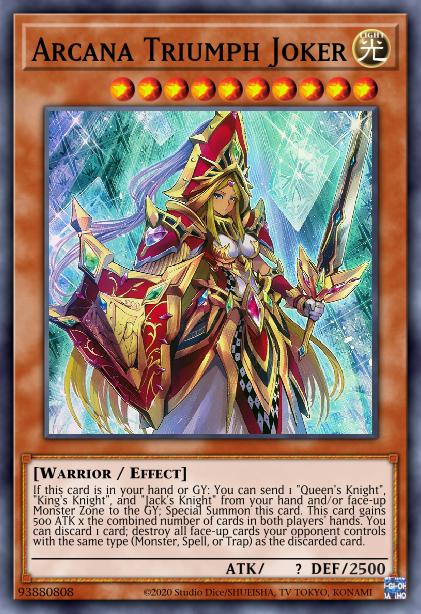 Arcana Triumph Joker
LIGHT
光
[Warrior / Effect]
If this card is in your hand or GY: You can send 1 "Queen's Knight",
"King's Knight", and "Jack's Knight" from your hand and/or face-up
Monster Zone to the GY; Special Summon this card. This card gains
500 ATK x the combined number of cards in both players' hands. You
can discard 1 card; destroy all face-up cards your opponent controls
with the same type (Monster, Spell, or Trap) as the discarded card.
ATK/ ? DEF/2500
93880808
©2020 Studio Dice/SHUEISHA, TV TOKYO, KONAMI